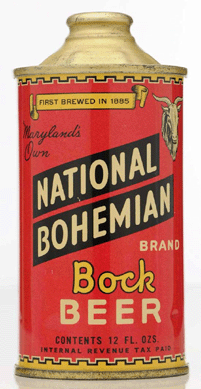 FIRST BREWED IN 1885
Maryland's
Own
NATIONAL
BOHEMIAN
BRAND
Bock
BEER
CONTENTS 12 FL. OZS.
INTERNAL REVENUE TAX PAID